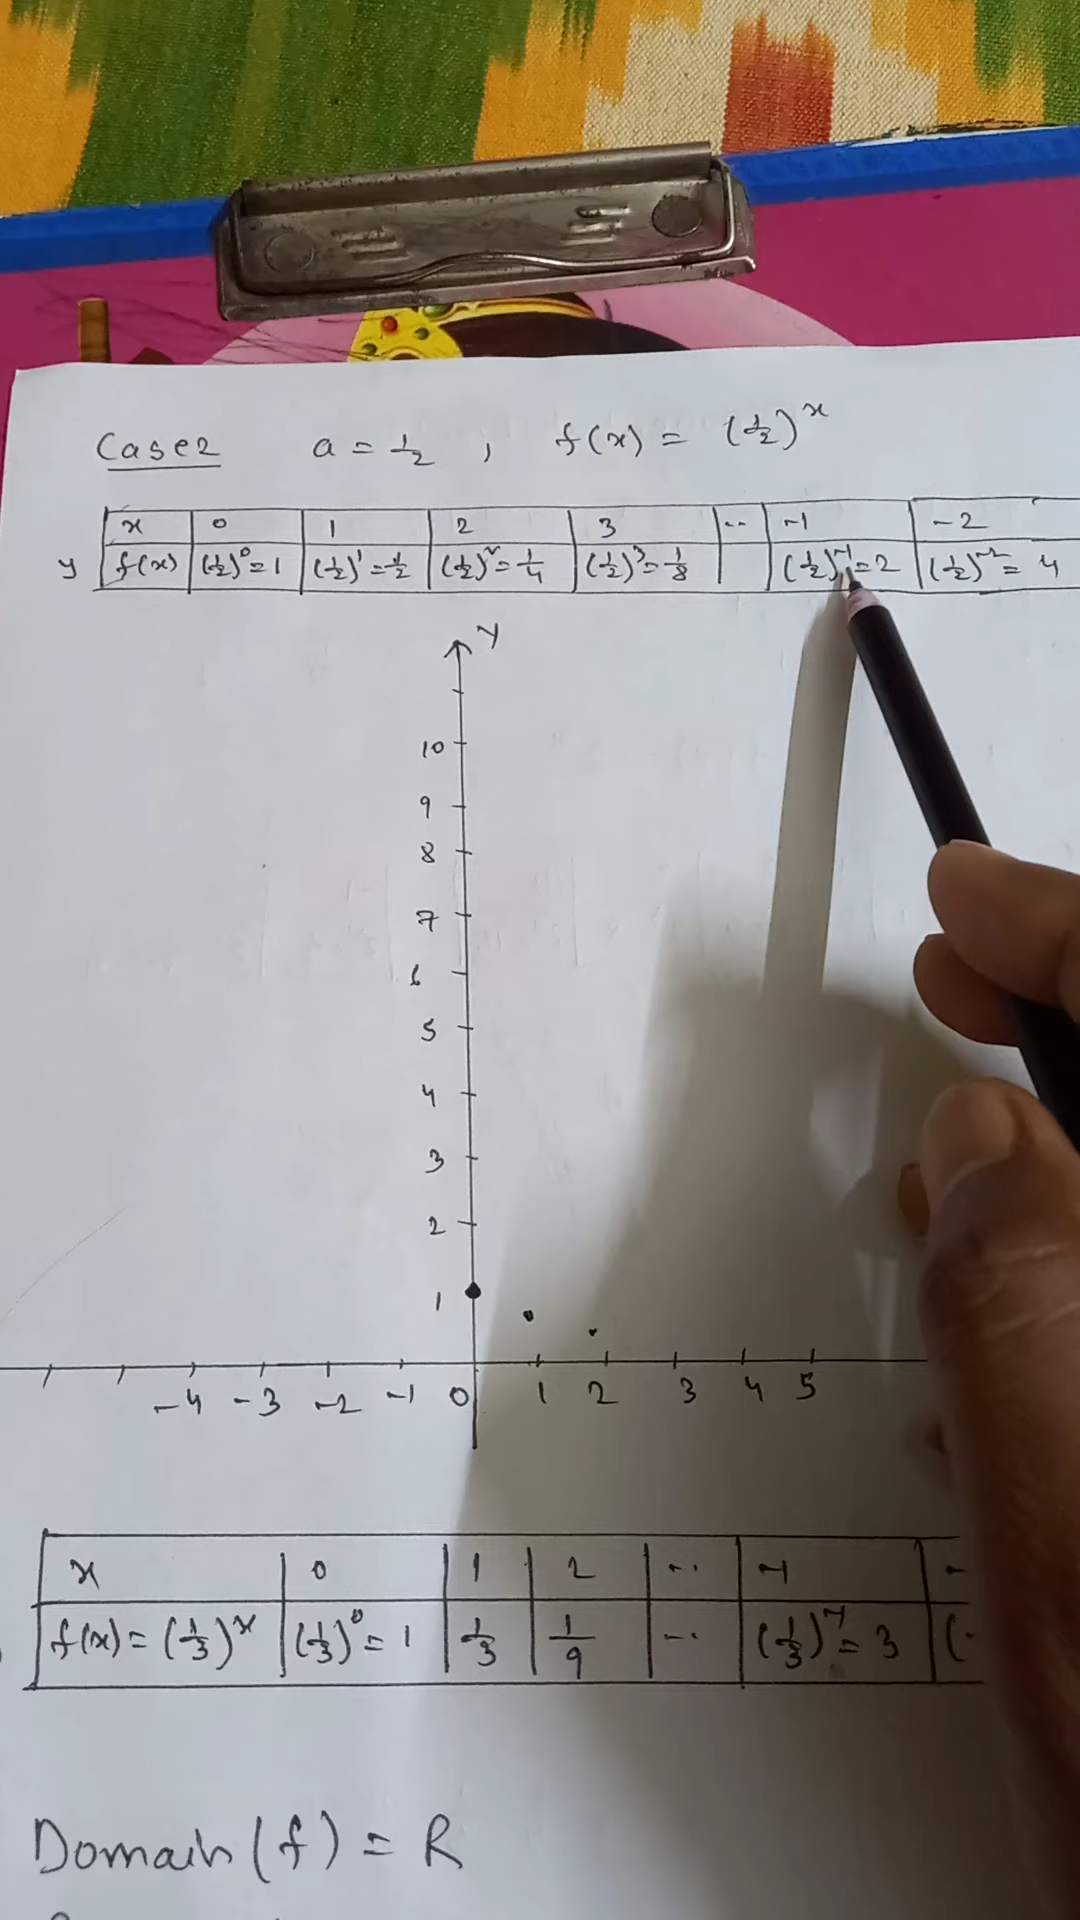 Case2 a = 1/2 , f(x) = (1/2)^x
x 0 1 2 3 .. -1 -2
y f(x) (1/2)^0 = 1 (1/2)^1 = 1/2 (1/2)^2 = 1/4 (1/2)^3 = 1/8 (1/2)^-1 = 2 (1/2)^-2 = 4
y
10
9
8
7
6
5
4
3
2
1
-4 -3 -2 -1 0 1 2 3 4 5
x 0 1 2 ... -1 -
f(x) = (1/3)^x (1/3)^0 = 1 1/3 1/9 ... (1/3)^-1 = 3 (
Domain (f) = R